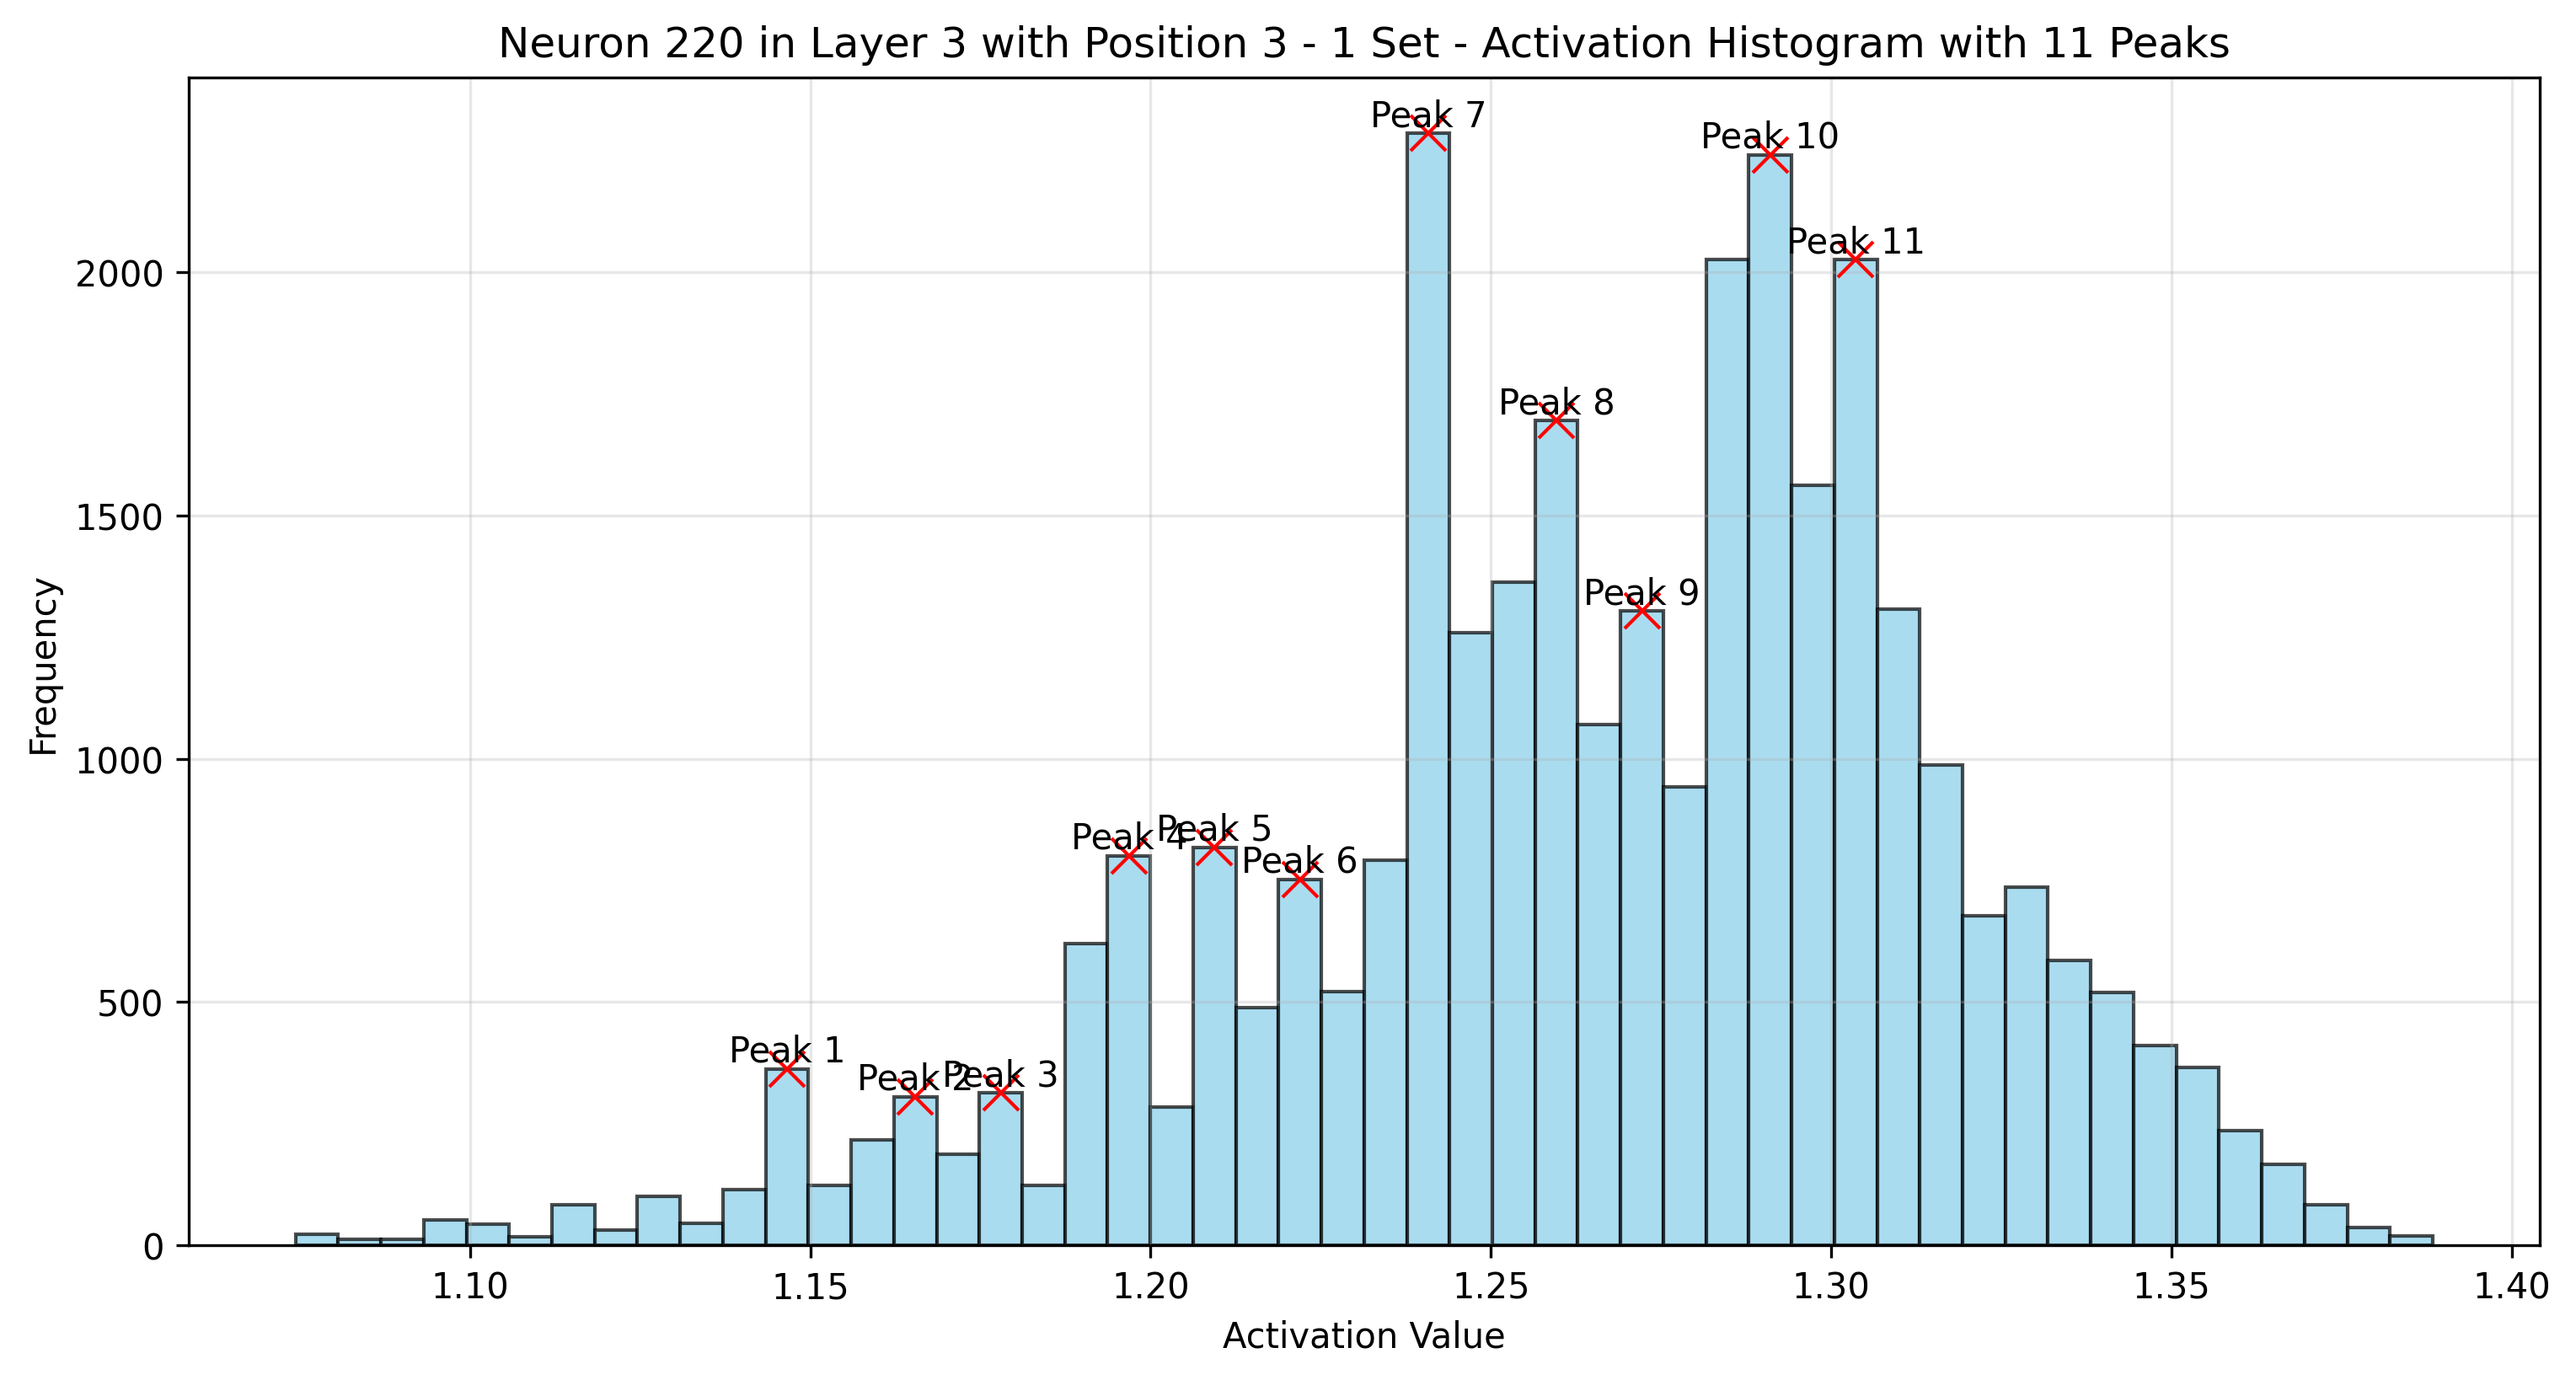 Neuron 220 in Layer 3 with Position 3 - 1 Set - Activation Histogram with 11 Peaks
Peak 7
Peak 10
Peak 11
Peak 8
Peak 9
Peak 4
Peak 5
Peak 6
Peak 1
Peak 2
Peak 3
2000
1500
1000
500
0
Frequency
1.10
1.15
1.20
1.25
1.30
1.35
1.40
Activation Value